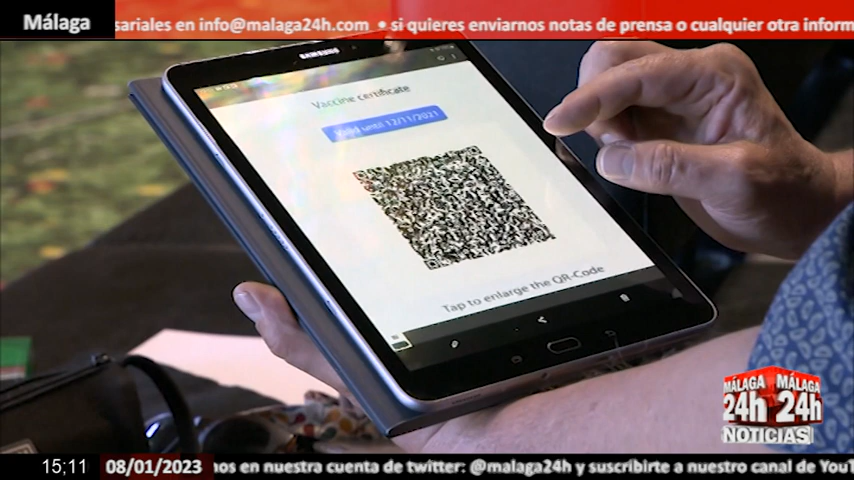 Málaga
sariales en info@malaga24h.com • si quieres enviarnos notas de prensa o cualquier otra inform
SAMSUNG
Vaccine certificate
Valid until 12/11/2021
Tap to enlarge the QR-Code
MÁLAGA MÁLAGA
24h 24h
NOTICIAS
15:11 08/01/2023 nos en nuestra cuenta de twitter: @malaga24h y suscribirte a nuestro canal de YouT